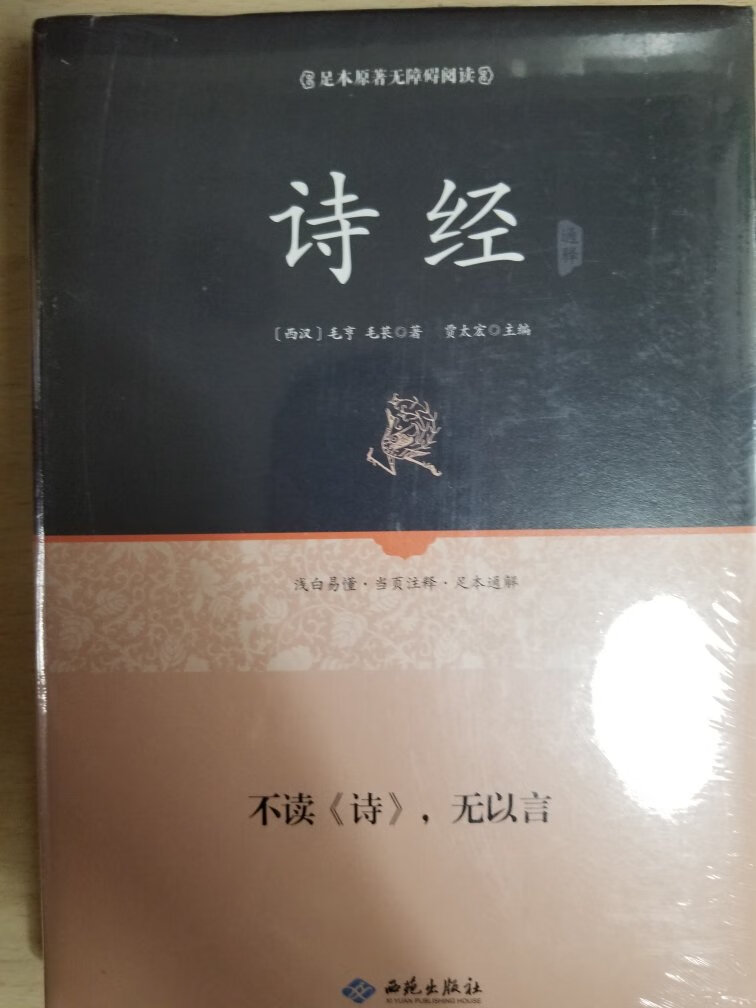 足本原著无障碍阅读
诗经
通释
［西汉］毛亨 毛苌◎著 贾太宏◎主编
浅白易懂·当页注释·足本通解
不读《诗》，无以言
西苑出版社
XI YUAN PUBLISHING HOUSE